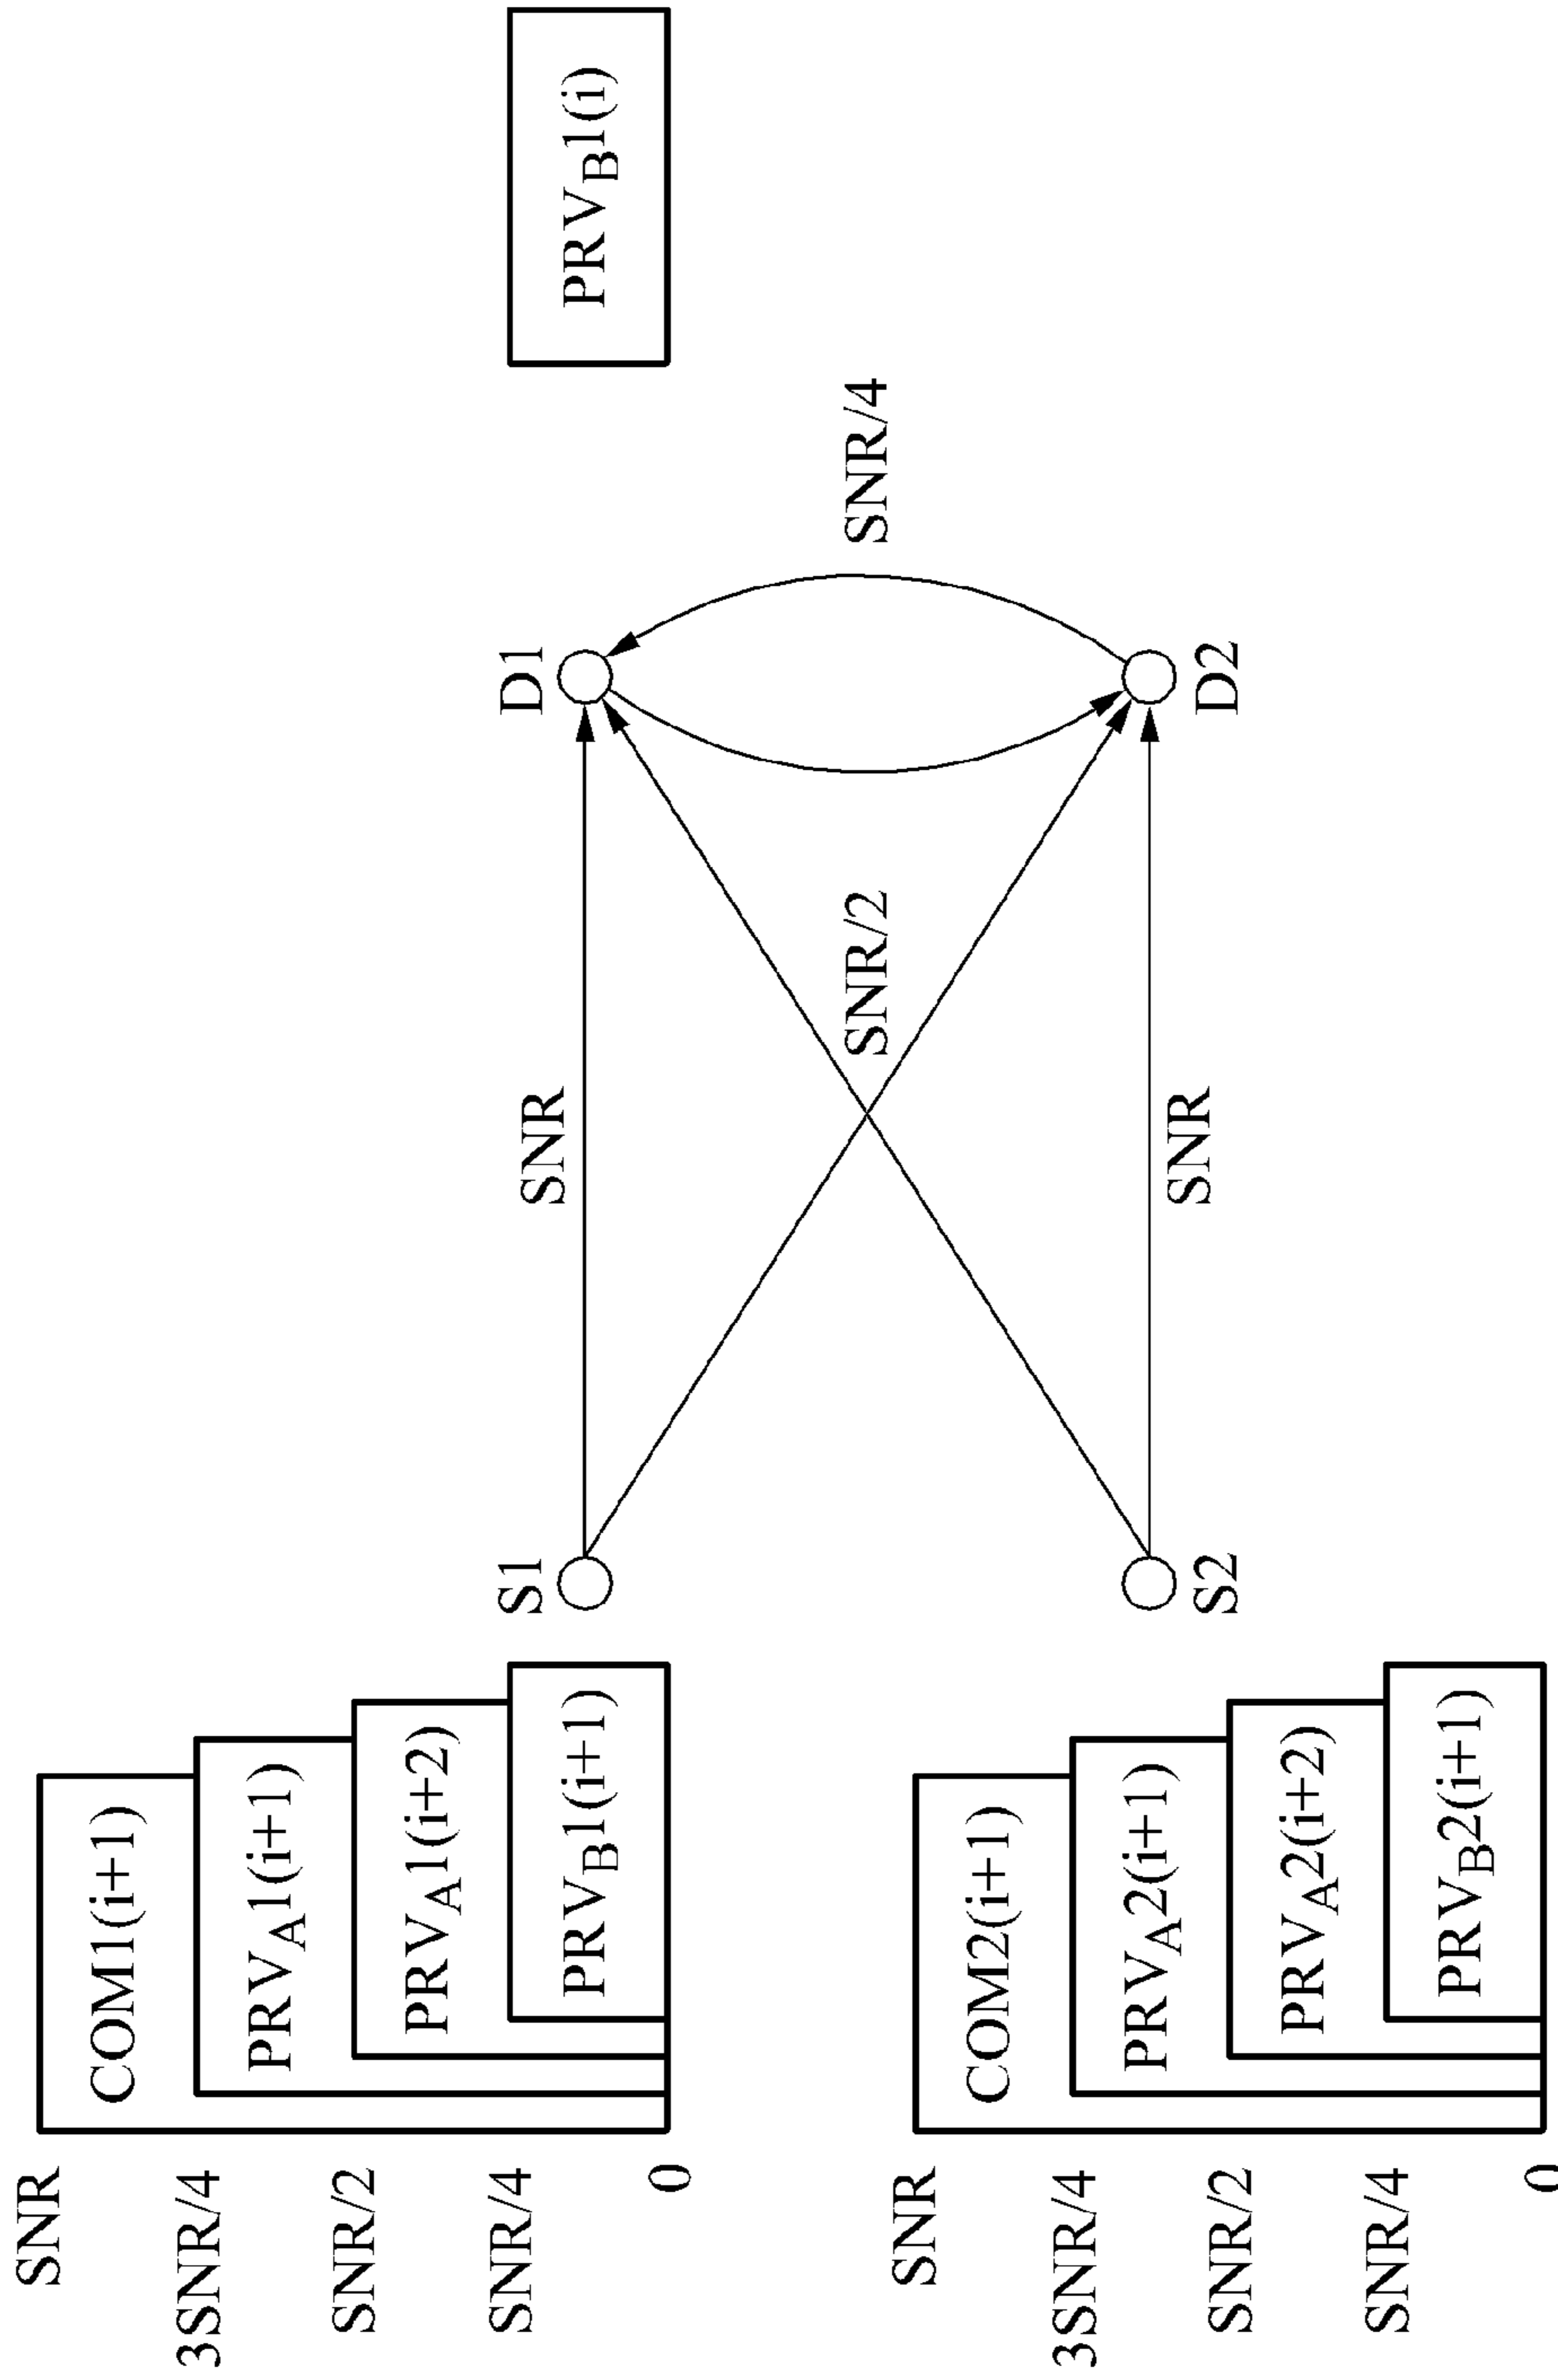 SNR
3SNR/4
SNR/2
SNR/4
0
COM1(i+1)
PRV_A1(i+1)
PRV_A1(i+2)
PRV_B1(i+1)
SNR
3SNR/4
SNR/2
SNR/4
0
COM2(i+1)
PRV_A2(i+1)
PRV_A2(i+2)
PRV_B2(i+1)
S1
S2
SNR
SNR/2
SNR
D1
D2
SNR/4
PRV_B1(i)